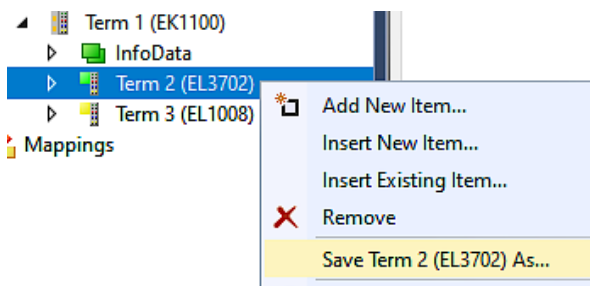 Term 1 (EK1100)
InfoData
Term 2 (EL3702)
Term 3 (EL1008)
Mappings
Add New Item...
Insert New Item...
Insert Existing Item...
Remove
Save Term 2 (EL3702) As...